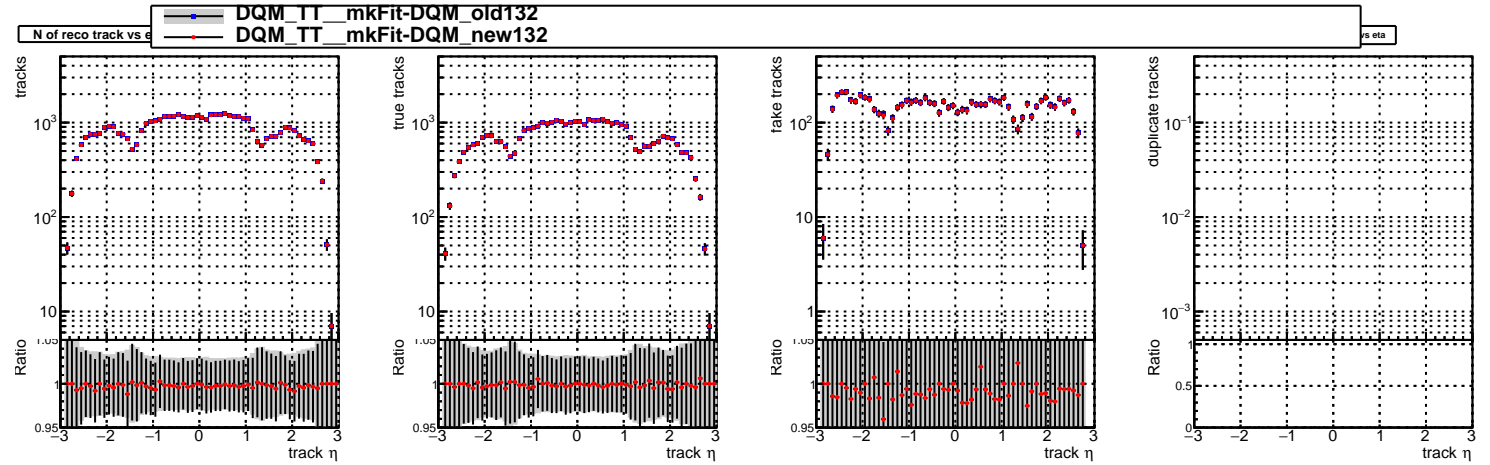 DQM_TT__mkFit-DQM_old132
DQM_TT__mkFit-DQM_new132
N of reco track vs e
vs eta
tracks
10³
10²
10
Ratio
1.05
1
0.95
−3 −2 −1 0 1 2 3
track η
true tracks
10³
10²
10
Ratio
1.05
1
0.95
−3 −2 −1 0 1 2 3
track η
fake tracks
10²
10
1
Ratio
1.05
1
0.95
−3 −2 −1 0 1 2 3
track η
duplicate tracks
10⁻¹
10⁻²
10⁻³
Ratio
1
0.5
0
−3 −2 −1 0 1 2 3
track η